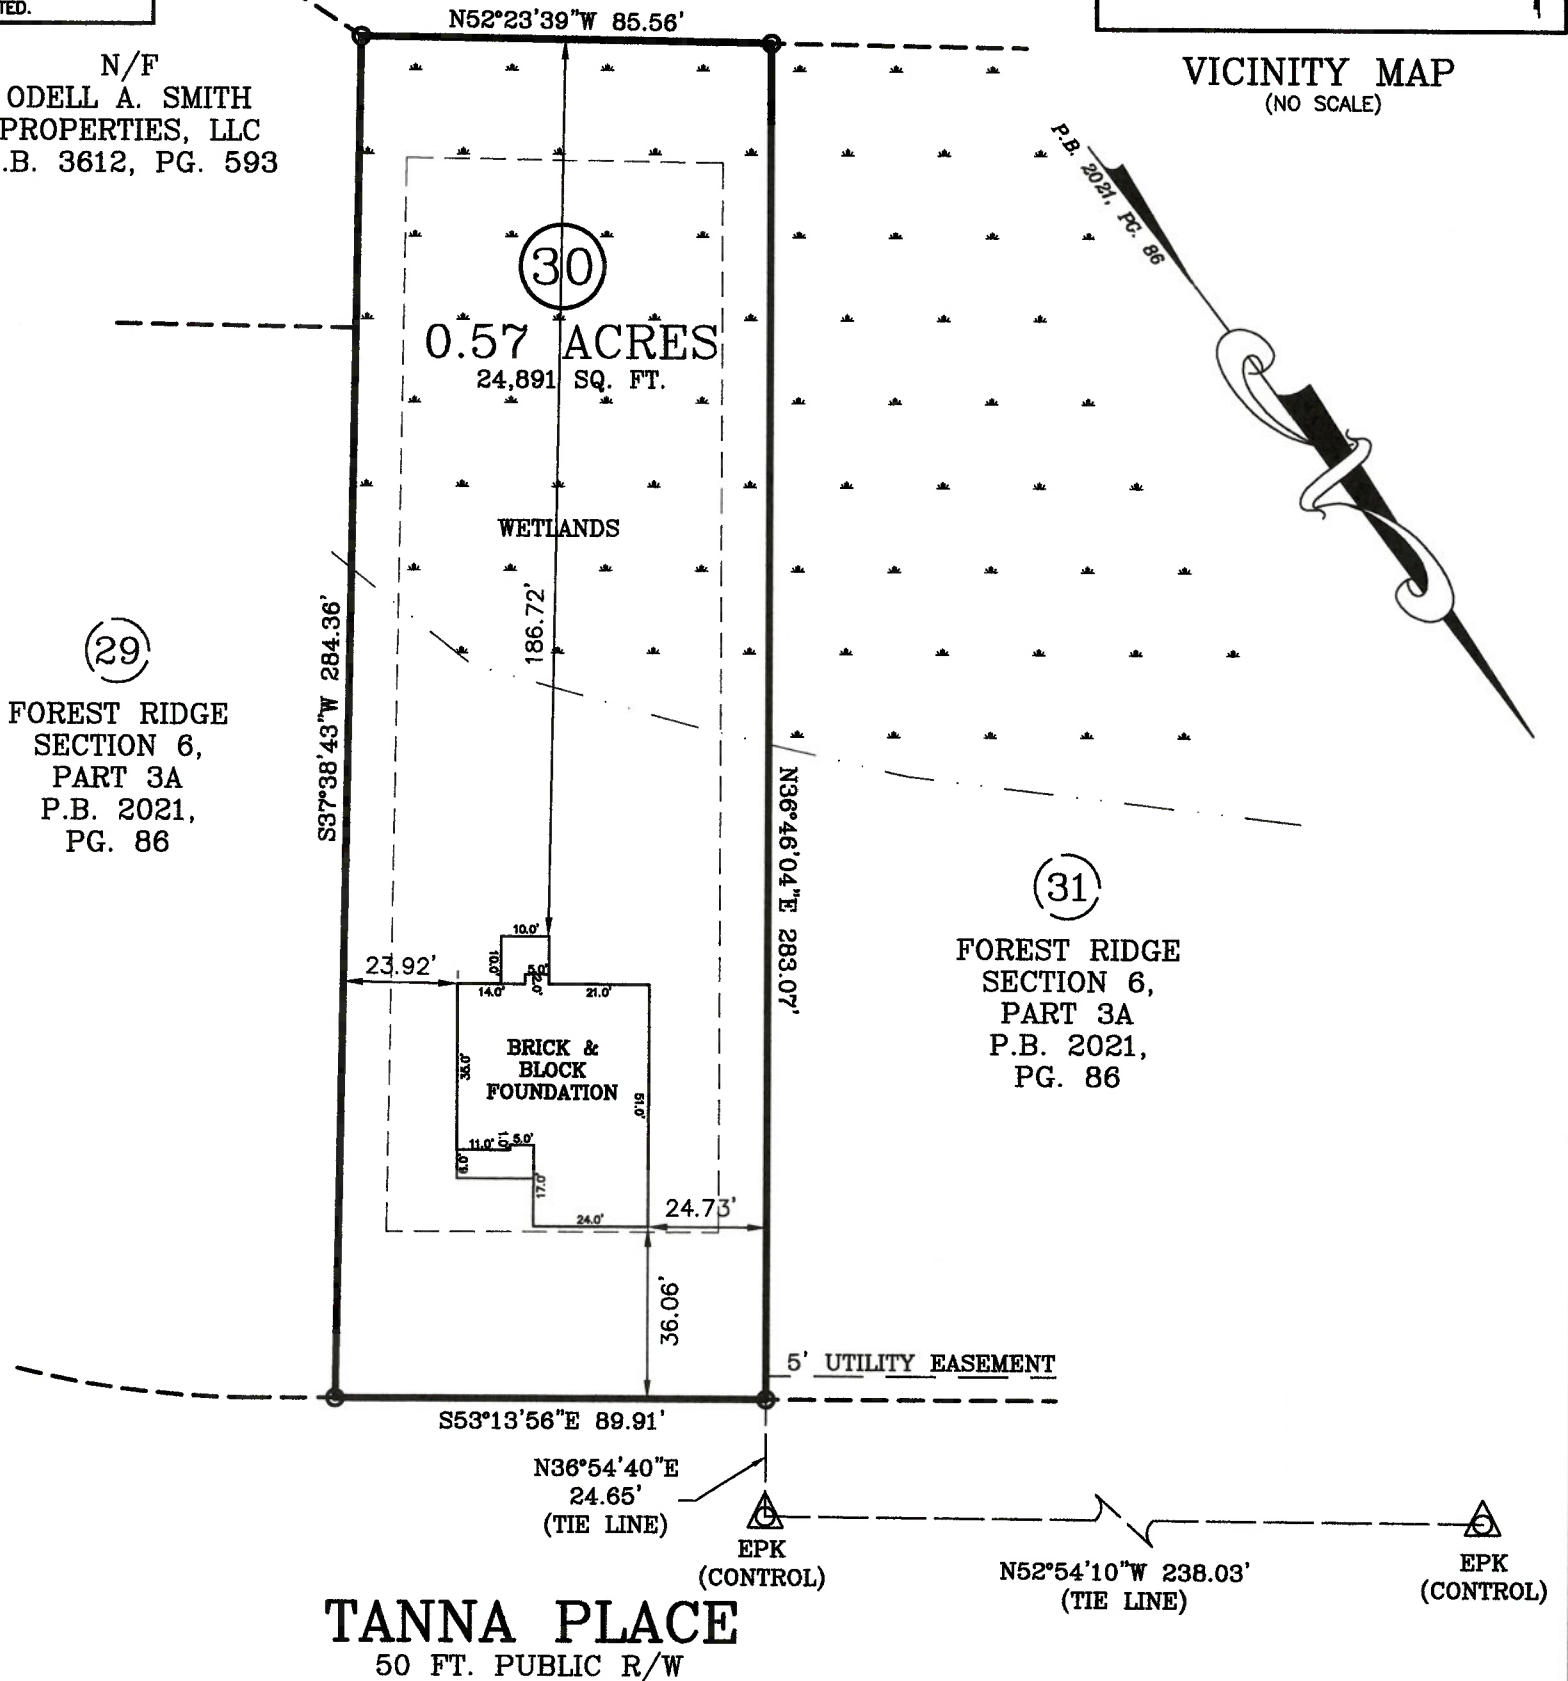 TED.
N52°23'39"W 85.56'
N/F
ODELL A. SMITH
PROPERTIES, LLC
.B. 3612, PG. 593
VICINITY MAP
(NO SCALE)
P.B. 2021, PG. 86
30
0.57 ACRES
24,891 SQ. FT.
WETLANDS
186.72'
S37°38'43"W 284.36'
29
FOREST RIDGE
SECTION 6,
PART 3A
P.B. 2021,
PG. 86
N36°46'04"E 283.07'
31
FOREST RIDGE
SECTION 6,
PART 3A
P.B. 2021,
PG. 86
10.0'
10.0'
5.0'
2.0'
23.92'
14.0'
21.0'
BRICK &
BLOCK
FOUNDATION
51.0'
11.0'
1.0'
5.0'
6.0'
17.0'
24.0'
24.73'
36.06'
5' UTILITY EASEMENT
S53°13'56"E 89.91'
N36°54'40"E
24.65'
(TIE LINE)
EPK
(CONTROL)
N52°54'10"W 238.03'
(TIE LINE)
EPK
(CONTROL)
TANNA PLACE
50 FT. PUBLIC R/W